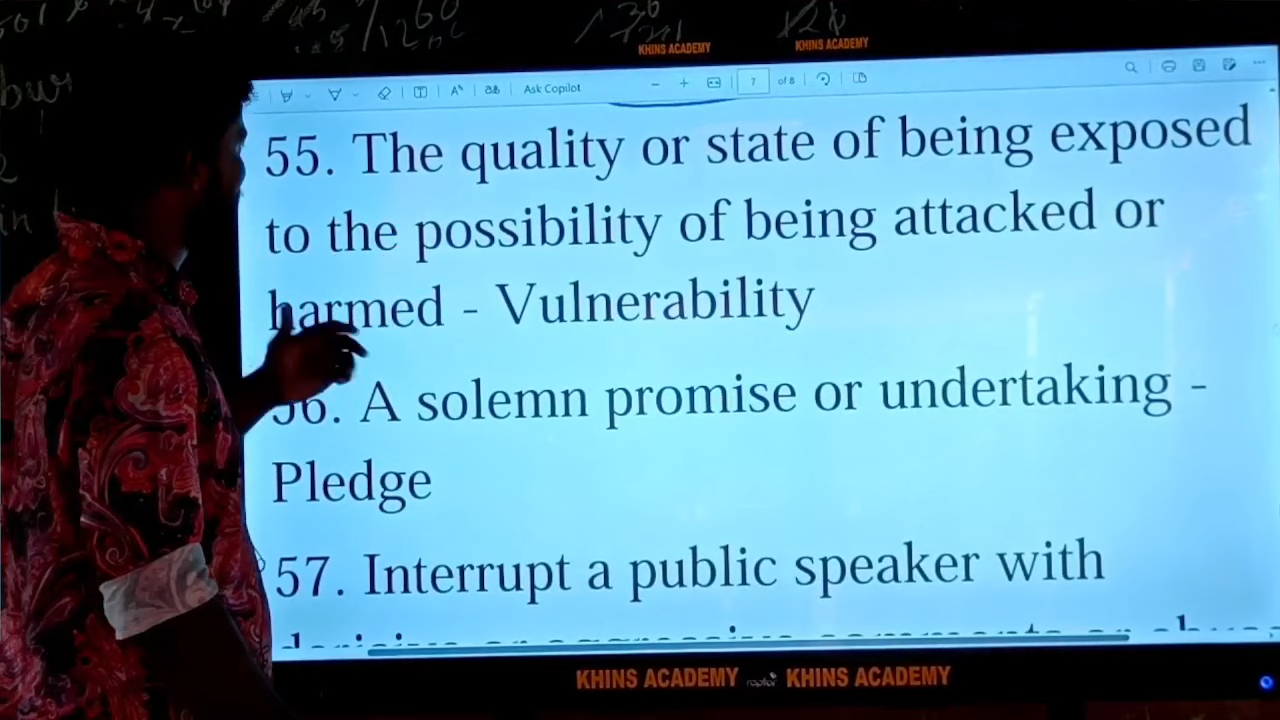 KHINS ACADEMY KHINS ACADEMY
Ask Copilot 7 of 8
55. The quality or state of being exposed
to the possibility of being attacked or
harmed - Vulnerability
56. A solemn promise or undertaking -
Pledge
57. Interrupt a public speaker with
KHINS ACADEMY raptor KHINS ACADEMY